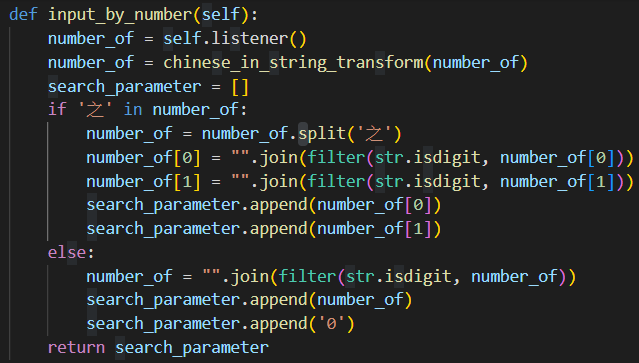 def input_by_number(self):
    number_of = self.listener()
    number_of = chinese_in_string_transform(number_of)
    search_parameter = []
    if '之' in number_of:
        number_of = number_of.split('之')
        number_of[0] = "".join(filter(str.isdigit, number_of[0]))
        number_of[1] = "".join(filter(str.isdigit, number_of[1]))
        search_parameter.append(number_of[0])
        search_parameter.append(number_of[1])
    else:
        number_of = "".join(filter(str.isdigit, number_of))
        search_parameter.append(number_of)
        search_parameter.append('0')
    return search_parameter